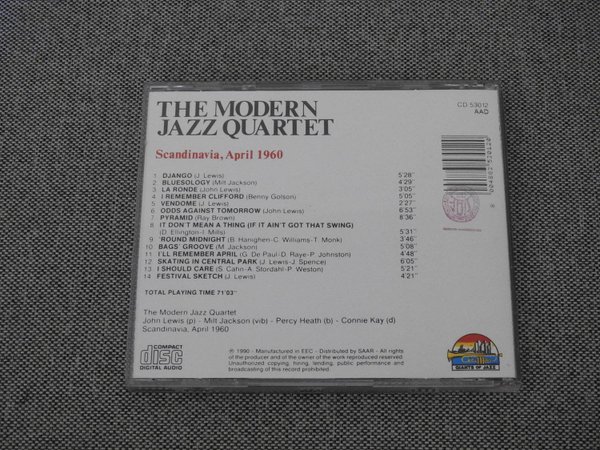 THE MODERN
JAZZ QUARTET
CD 53012
AAD
Scandinavia, April 1960
1 DJANGO (J. Lewis) 5'28"
2 BLUESOLOGY (Milt Jackson) 4'29"
3 LA RONDE (John Lewis) 3'05"
4 I REMEMBER CLIFFORD (Benny Golson) 5'05"
5 VENDOME (J. Lewis) 2'27"
6 ODDS AGAINST TOMORROW (John Lewis) 6'53"
7 PYRAMID (Ray Brown) 8'36"
8 IT DON'T MEAN A THING (IF IT AIN'T GOT THAT SWING)
(D. Ellington-I. Mills) 5'31"
9 'ROUND MIDNIGHT (B. Hanighen-C. Williams-T. Monk) 3'46"
10 BAGS' GROOVE (M. Jackson) 5'08"
11 I'LL REMEMBER APRIL (G. De Paul-D. Raye-P. Johnston) 4'48"
12 SKATING IN CENTRAL PARK (J. Lewis-J. Spence) 6'05"
13 I SHOULD CARE (S. Cahn-A. Stordahl-P. Weston) 5'21"
14 FESTIVAL SKETCH (J. Lewis) 4'21"
TOTAL PLAYING TIME 71'03"
The Modern Jazz Quartet
John Lewis (p) - Milt Jackson (vib) - Percy Heath (b) - Connie Kay (d)
Scandinavia, April 1960
COMPACT
disc
DIGITAL AUDIO
℗ 1990 - Manufactured in EEC - Distributed by SAAR - All rights
of the producer and of the owner of the work reproduced reserved.
Unauthorized copying, hiring, lending, public performance and
broadcasting of this record prohibited.
GIANTS OF JAZZ